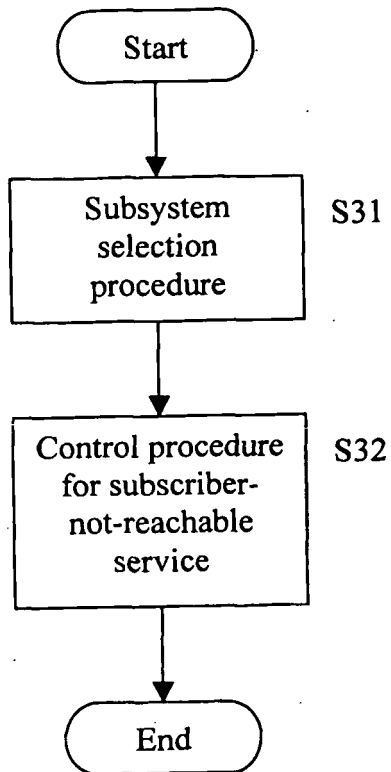 Start
Subsystem
selection
procedure
S31
Control procedure
for subscriber-
not-reachable
service
S32
End